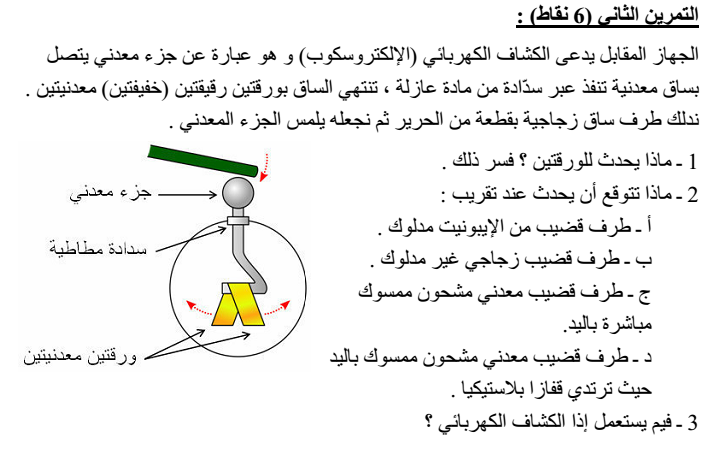 التمرين الثاني (6 نقاط) :
الجهاز المقابل يدعى الكشاف الكهربائي (الإلكتروسكوب) و هو عبارة عن جزء معدني يتصل
بساق معدنية تنفذ عبر سدّادة من مادة عازلة ، تنتهي الساق بورقتين رقيقتين (خفيفتين) معدنيتين .
ندلك طرف ساق زجاجية بقطعة من الحرير ثم نجعله يلمس الجزء المعدني .
1 ـ ماذا يحدث للورقتين ؟ فسر ذلك .
2 ـ ماذا تتوقع أن يحدث عند تقريب :
أ ـ طرف قضيب من الإيبونيت مدلوك .
ب ـ طرف قضيب زجاجي غير مدلوك .
ج ـ طرف قضيب معدني مشحون ممسوك
مباشرة باليد.
د ـ طرف قضيب معدني مشحون ممسوك باليد
حيث ترتدي قفازا بلاستيكيا .
3 ـ فيم يستعمل إذا الكشاف الكهربائي ؟
جزء معدني
سدادة مطاطية
ورقتين معدنيتين